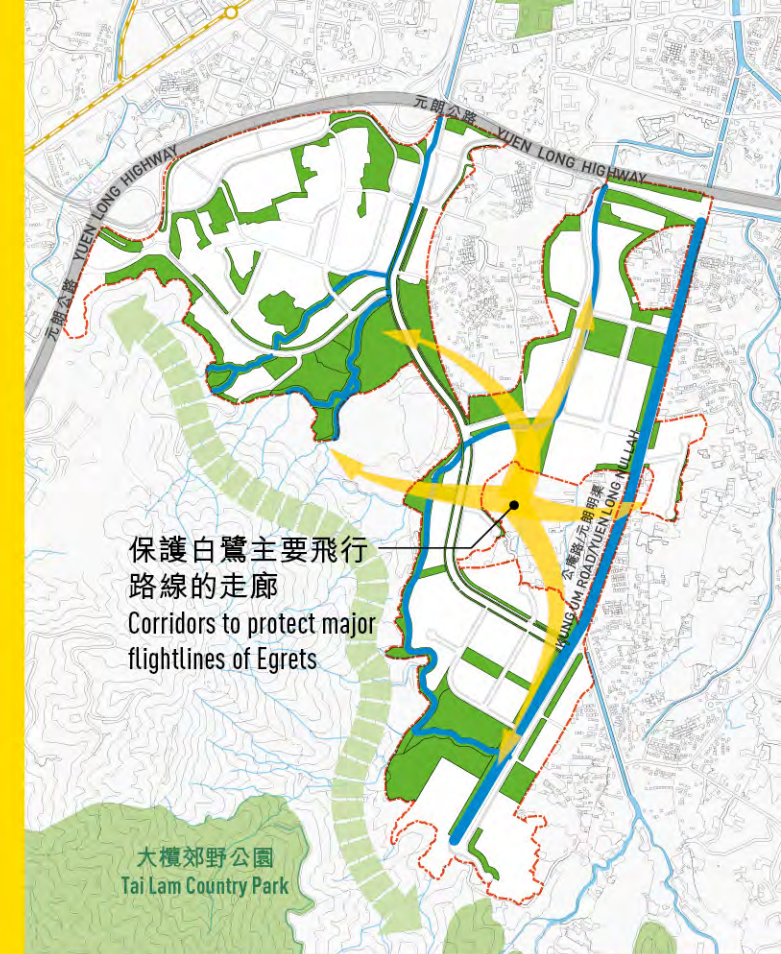 元朗公路 YUEN LONG HIGHWAY
元朗公路 YUEN LONG HIGHWAY
公庵路/元朗明渠
KUNG UM ROAD/YUEN LONG NULLAH
保護白鷺主要飛行
路線的走廊
Corridors to protect major
flightlines of Egrets
大欖郊野公園
Tai Lam Country Park